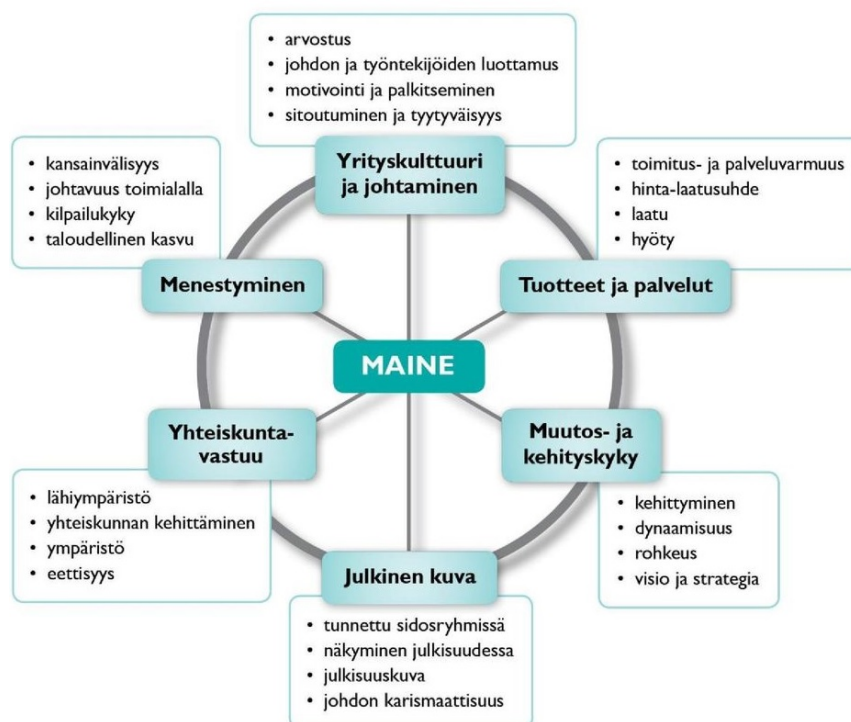 • arvostus
• johdon ja työntekijöiden luottamus
• motivointi ja palkitseminen
• sitoutuminen ja tyytyväisyys
Yrityskulttuuri
ja johtaminen
• toimitus- ja palveluvarmuus
• hinta-laatusuhde
• laatu
• hyöty
Tuotteet ja palvelut
• kansainvälisyys
• johtavuus toimialalla
• kilpailukyky
• taloudellinen kasvu
Menestyminen
MAINE
Yhteiskunta-
vastuu
• lähiympäristö
• yhteiskunnan kehittäminen
• ympäristö
• eettisyys
Muutos- ja
kehityskyky
• kehittyminen
• dynaamisuus
• rohkeus
• visio ja strategia
Julkinen kuva
• tunnettu sidosryhmissä
• näkyminen julkisuudessa
• julkisuuskuva
• johdon karismaattisuus